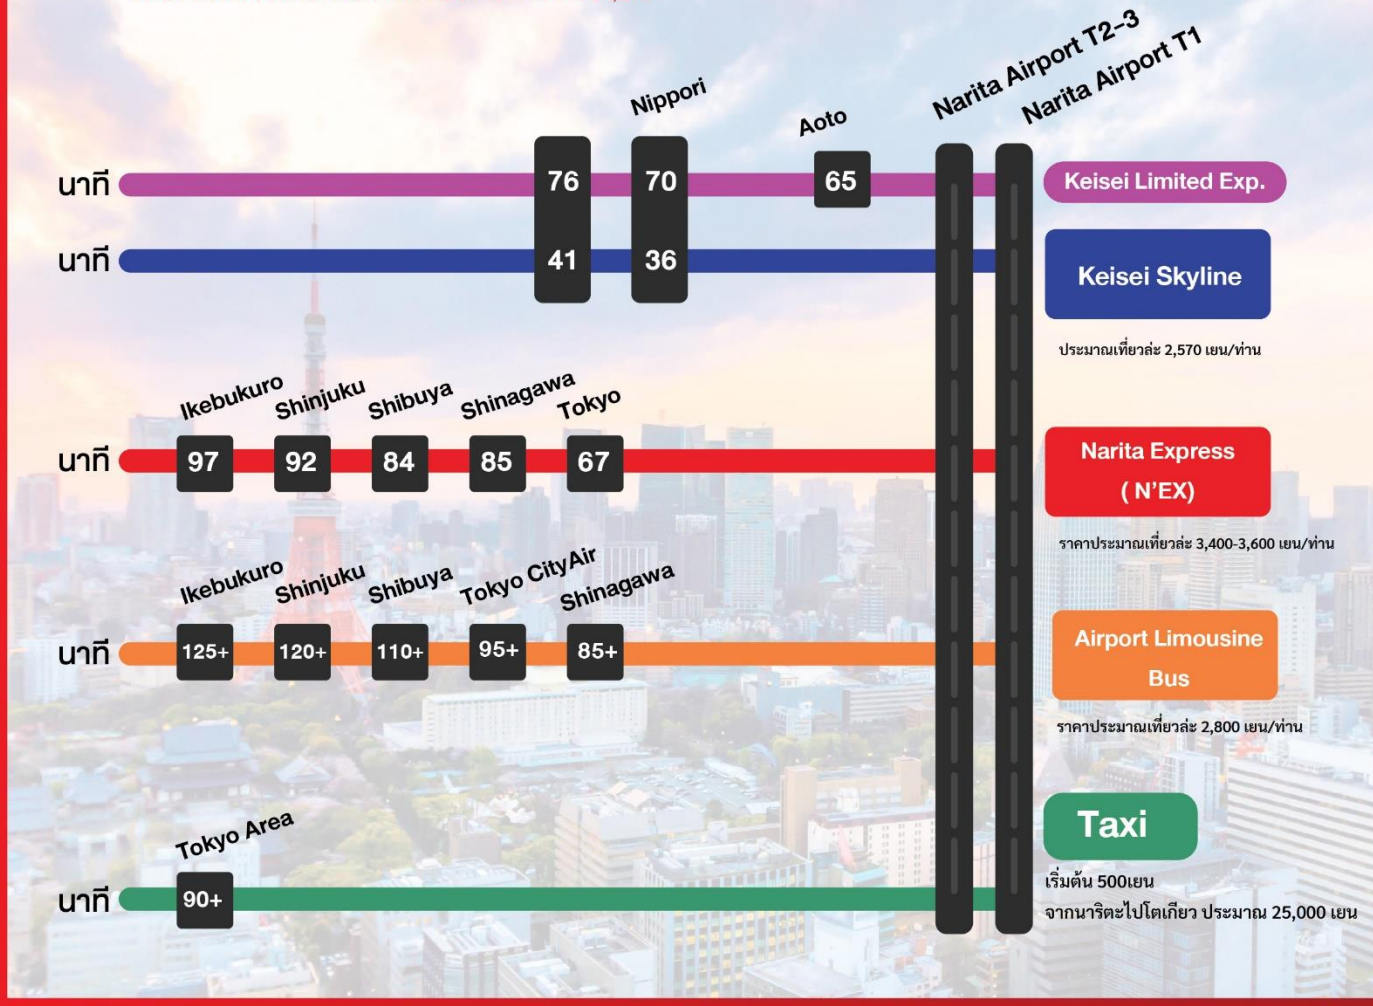 Narita Airport T2-3
Narita Airport T1
Nippori
Aoto
นาที
76
70
65
Keisei Limited Exp.
นาที
41
36
Keisei Skyline
ประมาณเที่ยวล่ะ 2,570 เยน/ท่าน
Ikebukuro
Shinjuku
Shibuya
Shinagawa
Tokyo
นาที
97
92
84
85
67
Narita Express
( N'EX)
ราคาประมาณเที่ยวล่ะ 3,400-3,600 เยน/ท่าน
Ikebukuro
Shinjuku
Shibuya
Tokyo CityAir
Shinagawa
นาที
125+
120+
110+
95+
85+
Airport Limousine
Bus
ราคาประมาณเที่ยวล่ะ 2,800 เยน/ท่าน
Tokyo Area
นาที
90+
Taxi
เริ่มต้น 500เยน
จากนาริตะไปโตเกียว ประมาณ 25,000 เยน